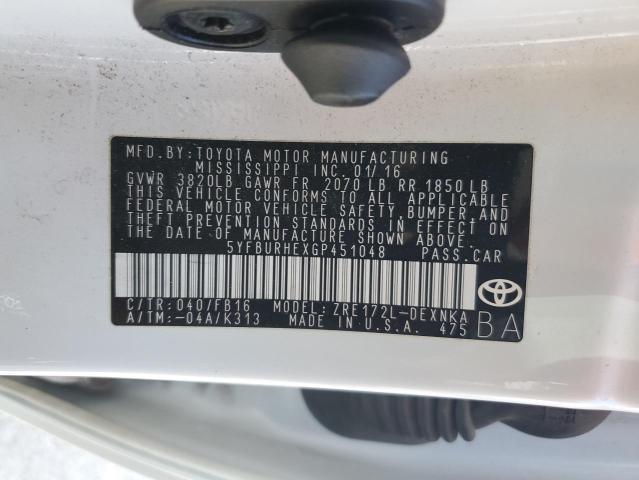 MFD.BY:TOYOTA MOTOR MANUFACTURING
MISSISSIPPI INC. 01/16
GVWR 3820LB GAWR FR 2070 LB RR 1850 LB
THIS VEHICLE CONFORMS TO ALL APPLICABLE
FEDERAL MOTOR VEHICLE SAFETY,BUMPER,AND
THEFT PREVENTION STANDARDS IN EFFECT ON
THE DATE OF MANUFACTURE SHOWN ABOVE.
5YFBURHEXGP451048 PASS.CAR
C/TR:040/FB16 MODEL:ZRE172L-DEXNKA
A/TM:-04A/K313 MADE IN U.S.A. 475
BA